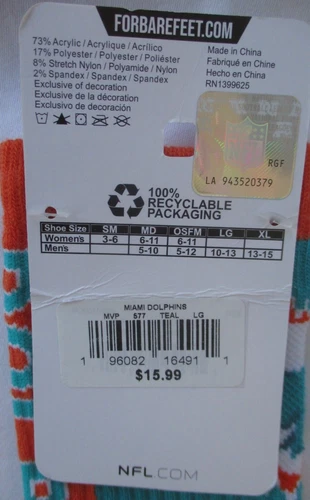 FORBAREFEET.COM
73% Acrylic / Acrylique / Acrílico
17% Polyester / Polyester / Poliéster
8% Stretch Nylon / Polyamide / Nylon
2% Spandex / Spandex / Spandex
Exclusive of decoration
Exclusive de la décoration
Exclusivo de decoración
Made in China
Fabriqué en Chine
Hecho en China
RN1399625
NFL
RGF
LA 943520379
100%
RECYCLABLE
PACKAGING
Shoe Size SM MD OSFM LG XL
Women's 3-6 6-11 6-11
Men's 5-10 5-12 10-13 13-15
MIAMI DOLPHINS
MVP 577 TEAL LG
1 96082 16491 1
$15.99
NFL.COM